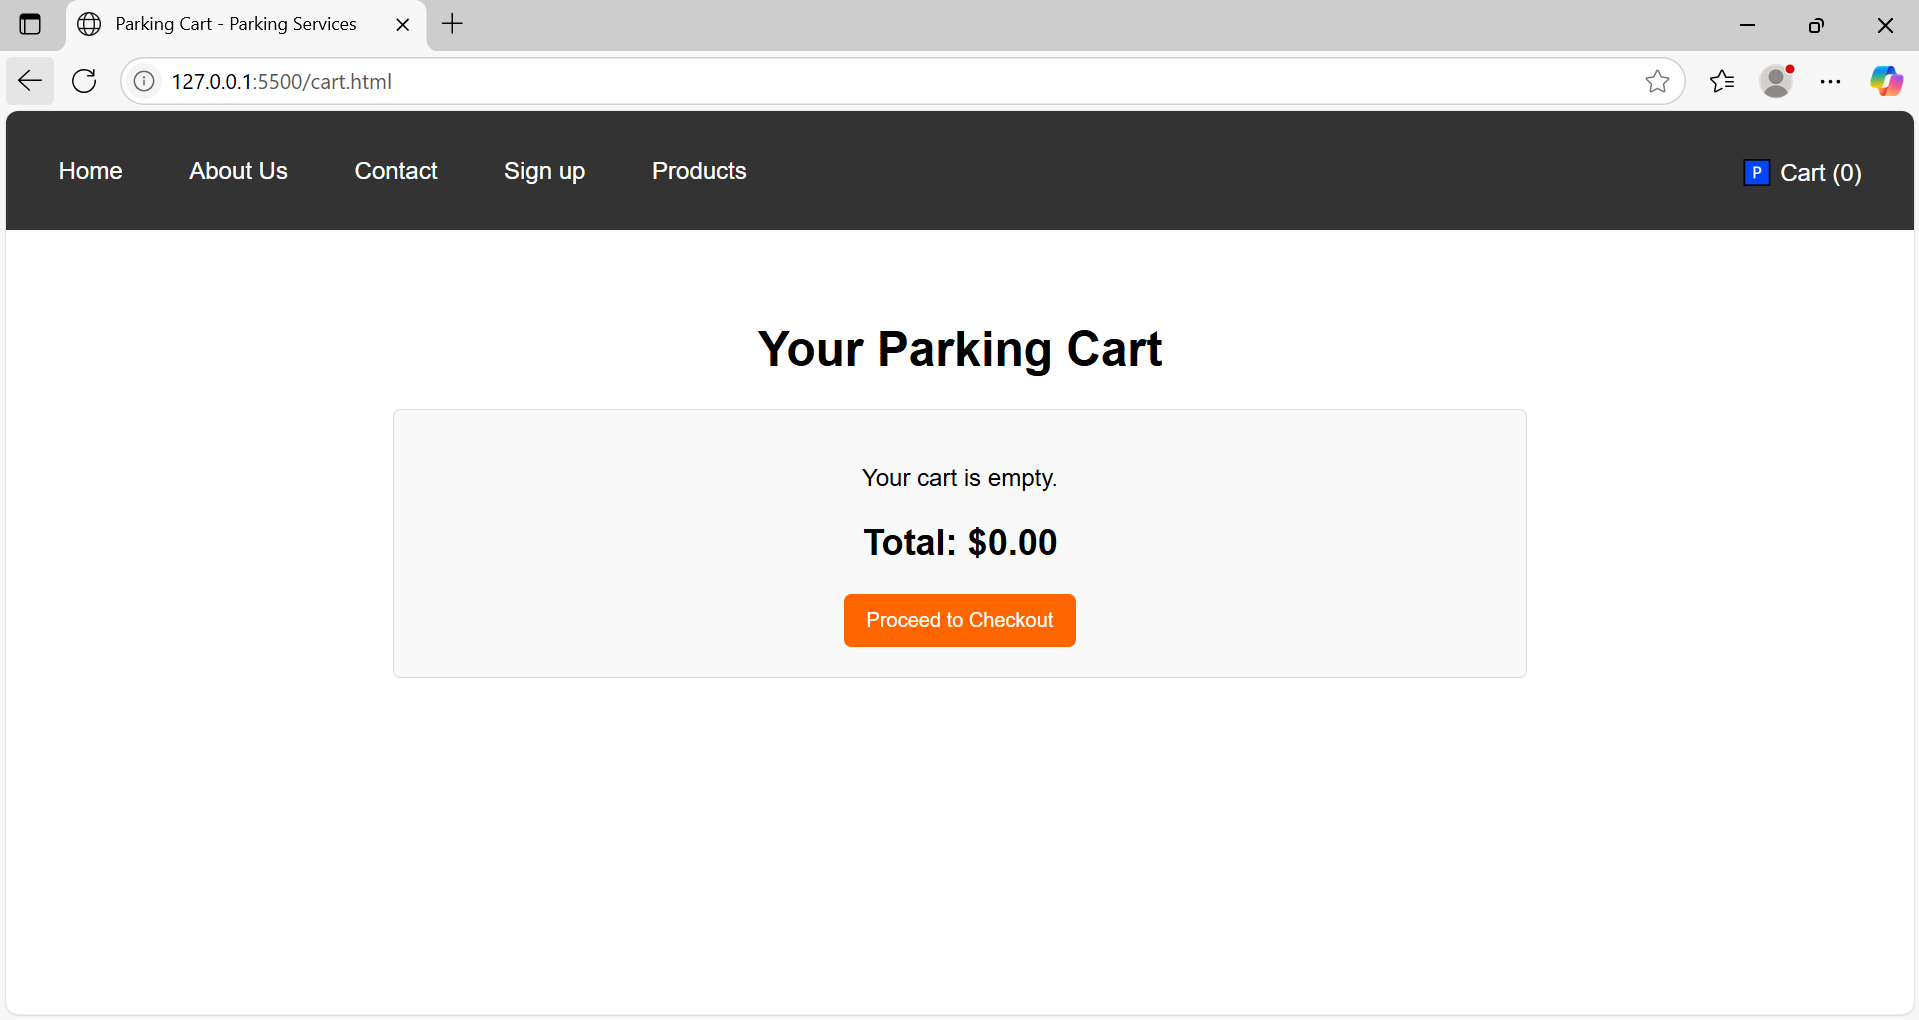 Parking Cart - Parking Services
127.0.0.1:5500/cart.html
Home About Us Contact Sign up Products P Cart (0)
Your Parking Cart
Your cart is empty.
Total: $0.00
Proceed to Checkout